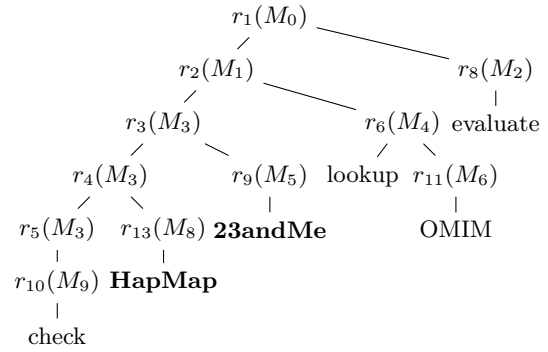 r1(M0)
r2(M1) r8(M2)
r3(M3) r6(M4) evaluate
r4(M3) r9(M5) lookup r11(M6)
r5(M3) r13(M8) 23andMe OMIM
r10(M9) HapMap
check